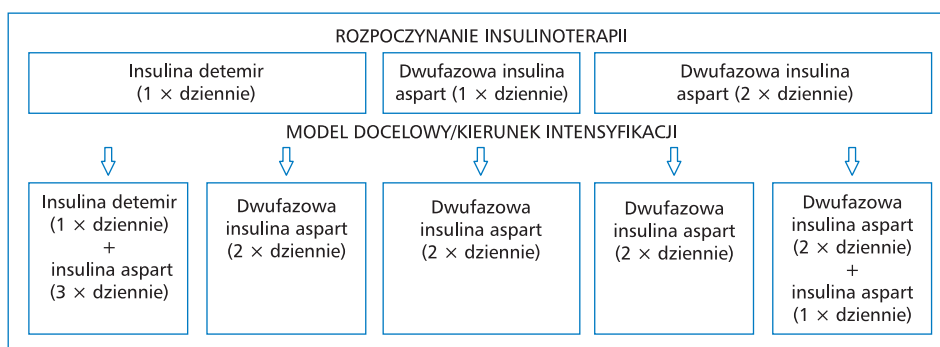 ROZPOCZYNANIE INSULINOTERAPII
Insulina detemir
(1 × dziennie)
Dwufazowa insulina
aspart (1 × dziennie)
Dwufazowa insulina
aspart (2 × dziennie)
MODEL DOCELOWY/KIERUNEK INTENSYFIKACJI
Insulina detemir
(1 × dziennie)
+
insulina aspart
(3 × dziennie)
Dwufazowa
insulina aspart
(2 × dziennie)
Dwufazowa
insulina aspart
(2 × dziennie)
Dwufazowa
insulina aspart
(2 × dziennie)
Dwufazowa
insulina aspart
(2 × dziennie)
+
insulina aspart
(1 × dziennie)